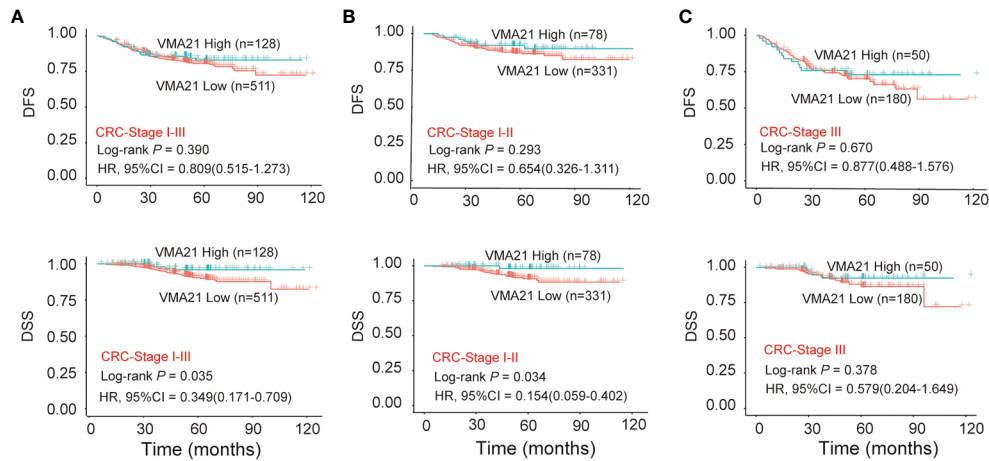 A
1.00
0.75
0.50
0.25
0.00
DFS
VMA21 High (n=128)
VMA21 Low (n=511)
CRC-Stage I-III
Log-rank P = 0.390
HR, 95%CI = 0.809(0.515-1.273)
0 30 60 90 120
1.00
0.75
0.50
0.25
0.00
DSS
VMA21 High (n=128)
VMA21 Low (n=511)
CRC-Stage I-III
Log-rank P = 0.035
HR, 95%CI = 0.349(0.171-0.709)
0 30 60 90 120
Time (months)
B
1.00
0.75
0.50
0.25
0.00
DFS
VMA21 High (n=78)
VMA21 Low (n=331)
CRC-Stage I-II
Log-rank P = 0.293
HR, 95%CI = 0.654(0.326-1.311)
0 30 60 90 120
1.00
0.75
0.50
0.25
0.00
DSS
VMA21 High (n=78)
VMA21 Low (n=331)
CRC-Stage I-II
Log-rank P = 0.034
HR, 95%CI = 0.154(0.059-0.402)
0 30 60 90 120
Time (months)
C
1.00
0.75
0.50
0.25
0.00
DFS
VMA21 High (n=50)
VMA21 Low (n=180)
CRC-Stage III
Log-rank P = 0.670
HR, 95%CI = 0.877(0.488-1.576)
0 30 60 90 120
1.00
0.75
0.50
0.25
0.00
DSS
VMA21 High (n=50)
VMA21 Low (n=180)
CRC-Stage III
Log-rank P = 0.378
HR, 95%CI = 0.579(0.204-1.649)
0 30 60 90 120
Time (months)